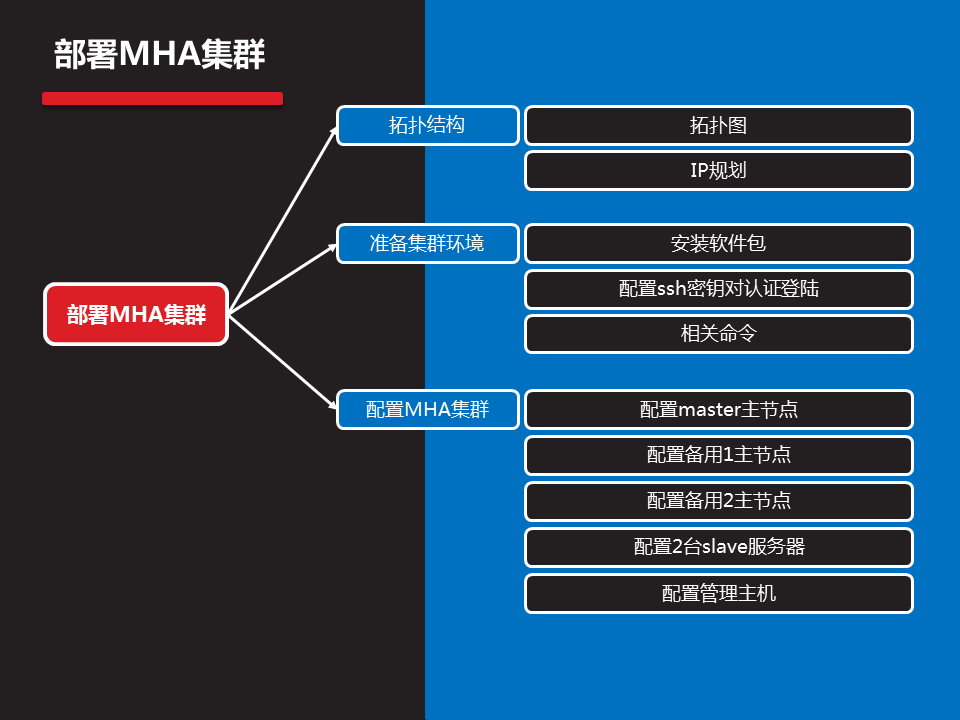 部署MHA集群
部署MHA集群
拓扑结构
拓扑图
IP规划
准备集群环境
安装软件包
配置ssh密钥对认证登陆
相关命令
配置MHA集群
配置master主节点
配置备用1主节点
配置备用2主节点
配置2台slave服务器
配置管理主机